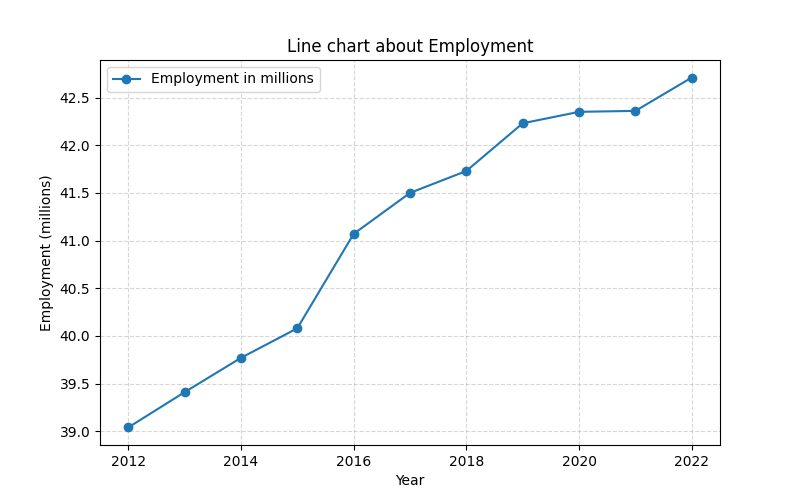 Line chart about Employment
Employment in millions
Employment (millions)
42.5
42.0
41.5
41.0
40.5
40.0
39.5
39.0
2012 2014 2016 2018 2020 2022
Year